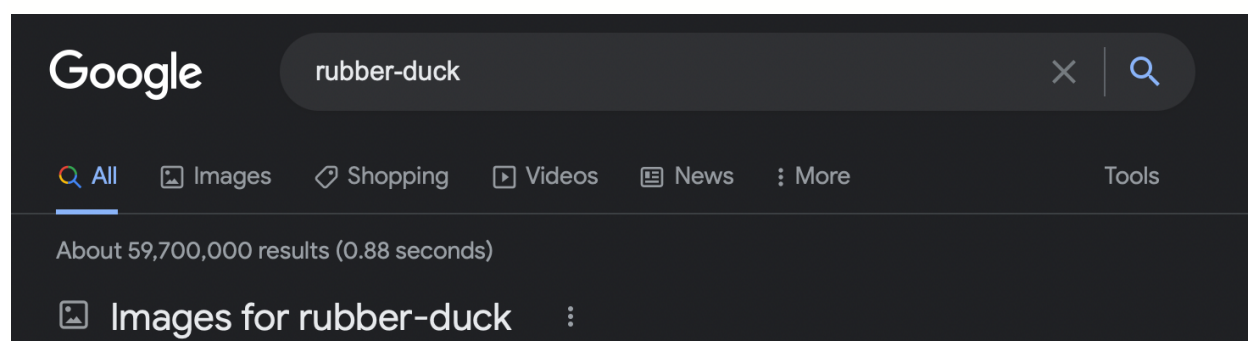 Google rubber-duck
All Images Shopping Videos News More Tools
About 59,700,000 results (0.88 seconds)
Images for rubber-duck